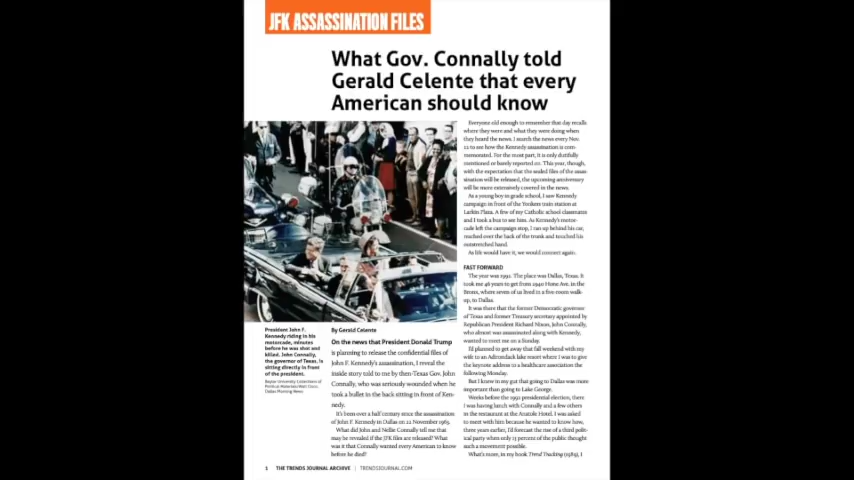 JFK ASSASSINATION FILES
What Gov. Connally told
Gerald Celente that every
American should know
Everyone old enough to remember that day recalls
where they were and what they were doing when
they heard the news. I search the news every Nov.
22 to see how the Kennedy assassination is com-
memorated. For the most part, it is only dutifully
mentioned or barely reported on. This year, though,
with the expectation that the sealed files of the assas
sination will be released, the upcoming anniversary
will be more extensively covered in the news.
As a young boy in grade school, I saw Kennedy
campaign in front of the Yonkers train station at
Larkin Plaza. A few of my Catholic school classmates
and I took a bus to see him. As Kennedy's motor-
cade left the campaign stop, I ran up behind his car,
reached over the back of the trunk and touched his
outstretched hand.
As life would have it, we would connect again.
FAST FORWARD
The year was 1992. The place was Dallas, Texas. It
took me 46 years to get from 2940 Hone Ave. in the
Bronx, where seven of us lived in a five-room walk-
up, to Dallas.
It was there that the former Democratic governor
of Texas and former Treasury secretary appointed by
Republican President Richard Nixon, John Connally,
who almost was assassinated along with Kennedy,
wanted to meet me on a Sunday.
I'd planned to get away that fall weekend with my
wife to an Adirondack lake resort where I was to give
the keynote address to a healthcare association the
following Monday.
But I knew in my gut that going to Dallas was more
important than going to Lake George.
Weeks before the 1992 presidential election, there
I was having lunch with Connally and a few others
in the restaurant at the Anatole Hotel. I was asked
to meet with him because he wanted to know how,
three years earlier, I'd forecast the rise of a third polit-
ical party when only 13 percent of the public thought
such a movement possible.
What's more, in my book Trend Tracking (1989), I
President John F.
Kennedy riding in his
motorcade, minutes
before he was shot and
killed. John Connally,
the governor of Texas, is
sitting directly in front
of the president.
Baylor University Collections of
Political Materials/Walt Cisco,
Dallas Morning News
By Gerald Celente
On the news that President Donald Trump
is planning to release the confidential files of
John F. Kennedy's assassination, I reveal the
inside story told to me by then-Texas Gov. John
Connally, who was seriously wounded when he
took a bullet in the back sitting in front of Ken-
nedy.
It's been over a half century since the assassination
of John F. Kennedy in Dallas on 22 November 1963.
What did John and Nellie Connally tell me that
may be revealed if the JFK files are released? What
was it that Connally wanted every American to know
before he died?
1 THE TRENDS JOURNAL ARCHIVE | TRENDSJOURNAL.COM